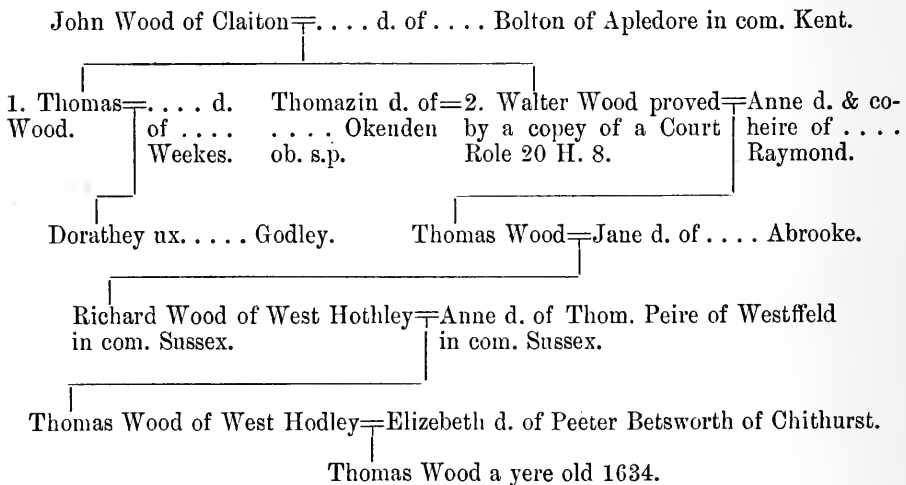 John Wood of Claiton=. . . . d. of . . . . Bolton of Apledore in com. Kent.
1. Thomas=. . . . d. Thomazin d. of=2. Walter Wood proved=Anne d. & co-
Wood. of . . . . . . . . Okenden by a copey of a Court heire of . . . .
Weekes. ob. s.p. Role 20 H. 8. Raymond.
Dorathey ux. . . . . Godley. Thomas Wood=Jane d. of . . . . Abrooke.
Richard Wood of West Hothley=Anne d. of Thom. Peire of Westffeld
in com. Sussex. in com. Sussex.
Thomas Wood of West Hodley=Elizebeth d. of Peeter Betsworth of Chithurst.
Thomas Wood a yere old 1634.